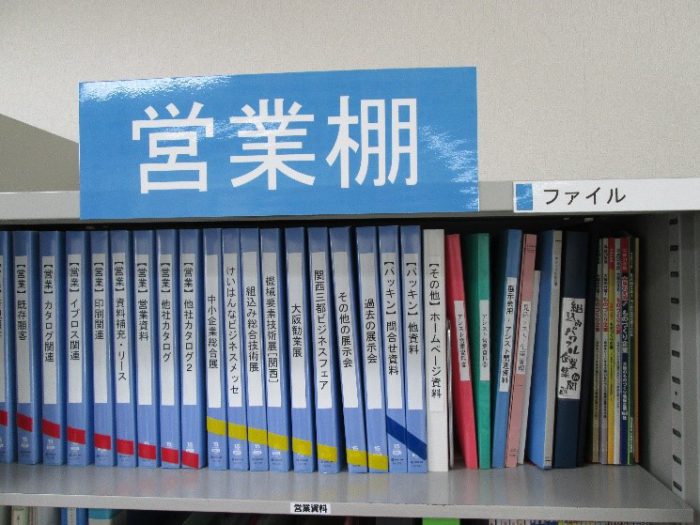 営業棚
ファイル
【営業】既存顧客
【営業】カタログ関連
【営業】イプロス関連
【営業】印刷関連
【営業】資料補充・リース
【営業】営業資料
【営業】他社カタログ
【営業】他社カタログ2
中小企業総合展
けいはんなビジネスメッセ
組込み総合技術展
機械要素技術展【関西】
大阪勧業展
関西三都ビジネスフェア
その他の展示会
過去の展示会
【パッキン】問合せ資料
【パッキン】他資料
【その他】ホームページ資料
営業資料